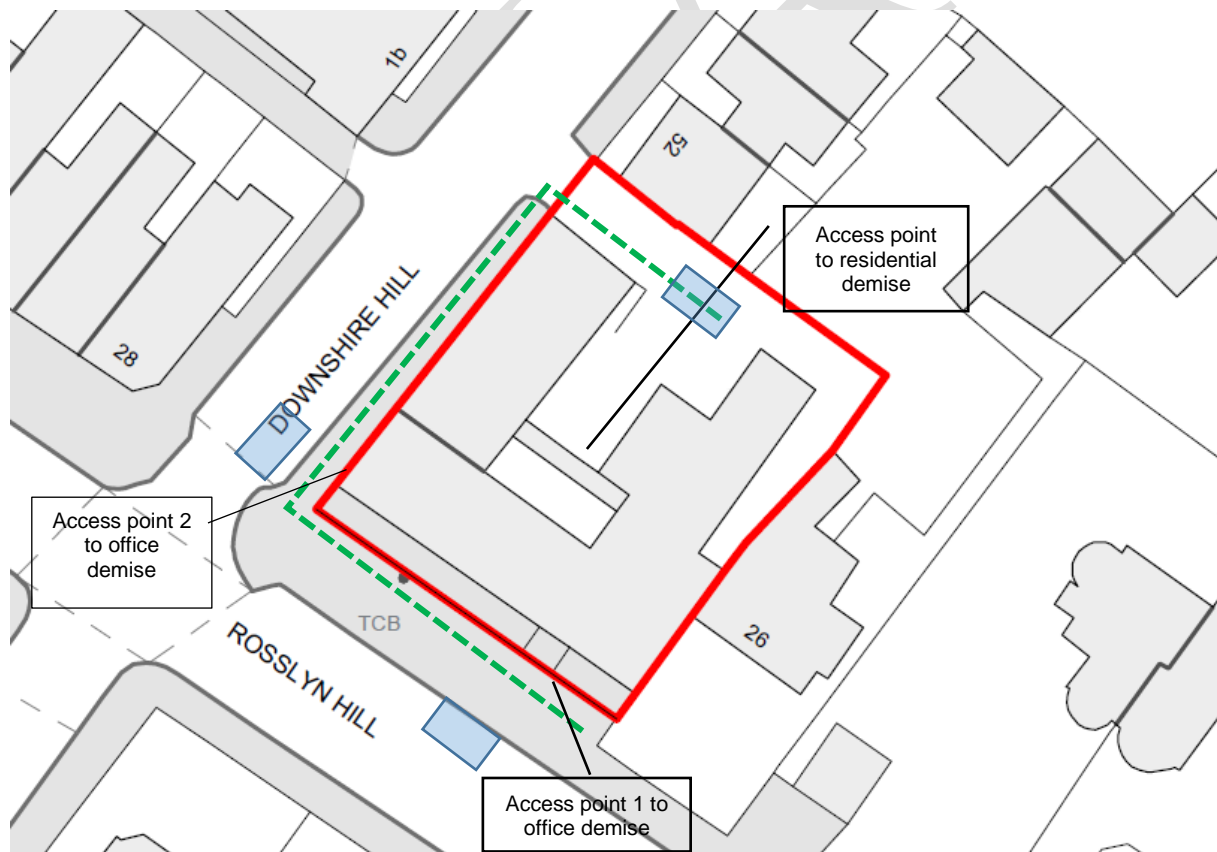 1b
52
Access point
to residential
demise
DOWNSHIRE HILL
28
Access point 2
to office
demise
TCB
26
ROSSLYN HILL
Access point 1 to
office demise